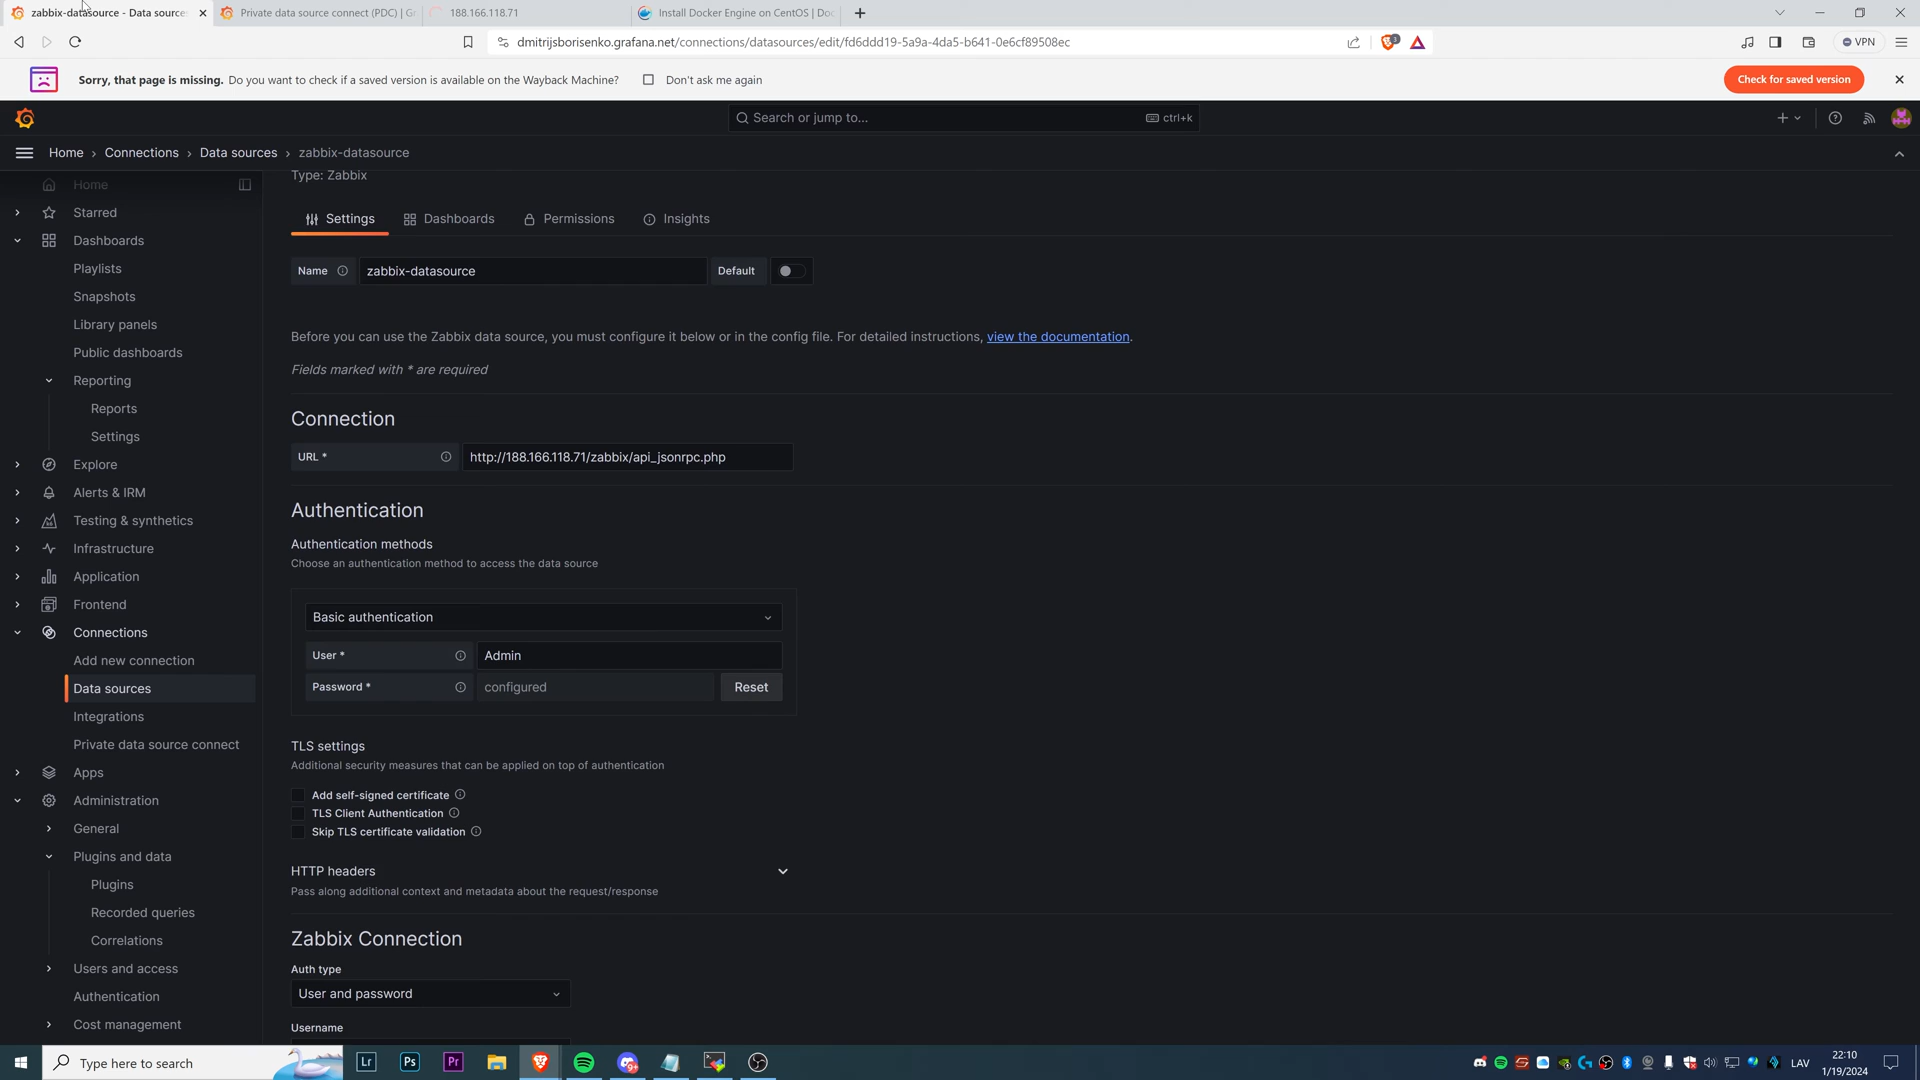 zabbix-datasource - Data source
Private data source connect (PDC) | Gr
188.166.118.71
Install Docker Engine on CentOS | Doc
dmitrijsborisenko.grafana.net/connections/datasources/edit/fd6ddd19-5a9a-4da5-b641-0e6cf89508ec
VPN
Sorry, that page is missing. Do you want to check if a saved version is available on the Wayback Machine?
Don't ask me again
Check for saved version
Search or jump to...
ctrl+k
Home › Connections › Data sources › zabbix-datasource
Home
Starred
Dashboards
Playlists
Snapshots
Library panels
Public dashboards
Reporting
Reports
Settings
Explore
Alerts & IRM
Testing & synthetics
Infrastructure
Application
Frontend
Connections
Add new connection
Data sources
Integrations
Private data source connect
Apps
Administration
General
Plugins and data
Plugins
Recorded queries
Correlations
Users and access
Authentication
Cost management
Type: Zabbix
Settings
Dashboards
Permissions
Insights
Name
zabbix-datasource
Default
Before you can use the Zabbix data source, you must configure it below or in the config file. For detailed instructions, view the documentation.
Fields marked with * are required
Connection
URL *
http://188.166.118.71/zabbix/api_jsonrpc.php
Authentication
Authentication methods
Choose an authentication method to access the data source
Basic authentication
User *
Admin
Password *
configured
Reset
TLS settings
Additional security measures that can be applied on top of authentication
Add self-signed certificate
TLS Client Authentication
Skip TLS certificate validation
HTTP headers
Pass along additional context and metadata about the request/response
Zabbix Connection
Auth type
User and password
Username
Type here to search
Lr
Ps
Pr
LAV
22:10
1/19/2024